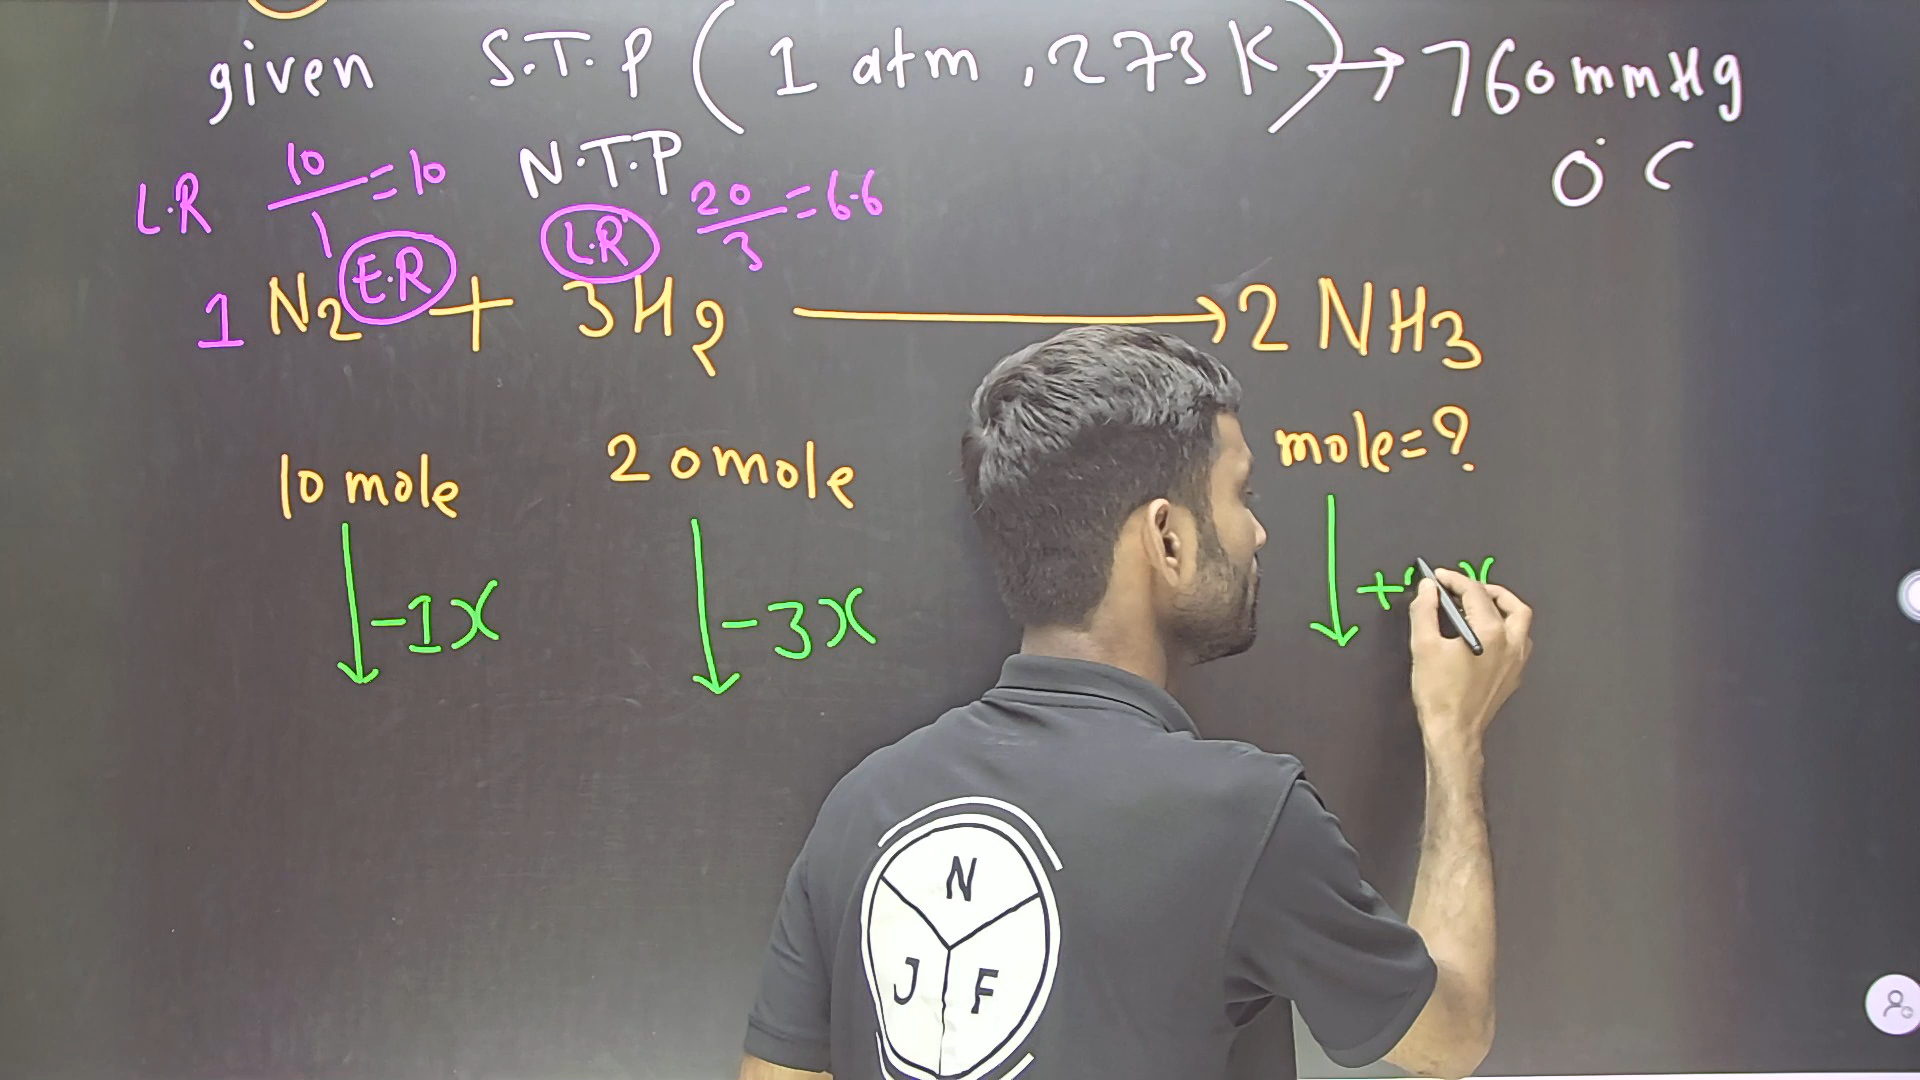 given S.T.P ( 1 atm , 273 K ) → 760 mmHg
0°C
N.T.P
L.R 10/1 = 10
L.R 20/3 = 6.6
E.R
1 N2 + 3H2 → 2 NH3
10 mole 20 mole mole=?
-1x -3x + x
N
J F